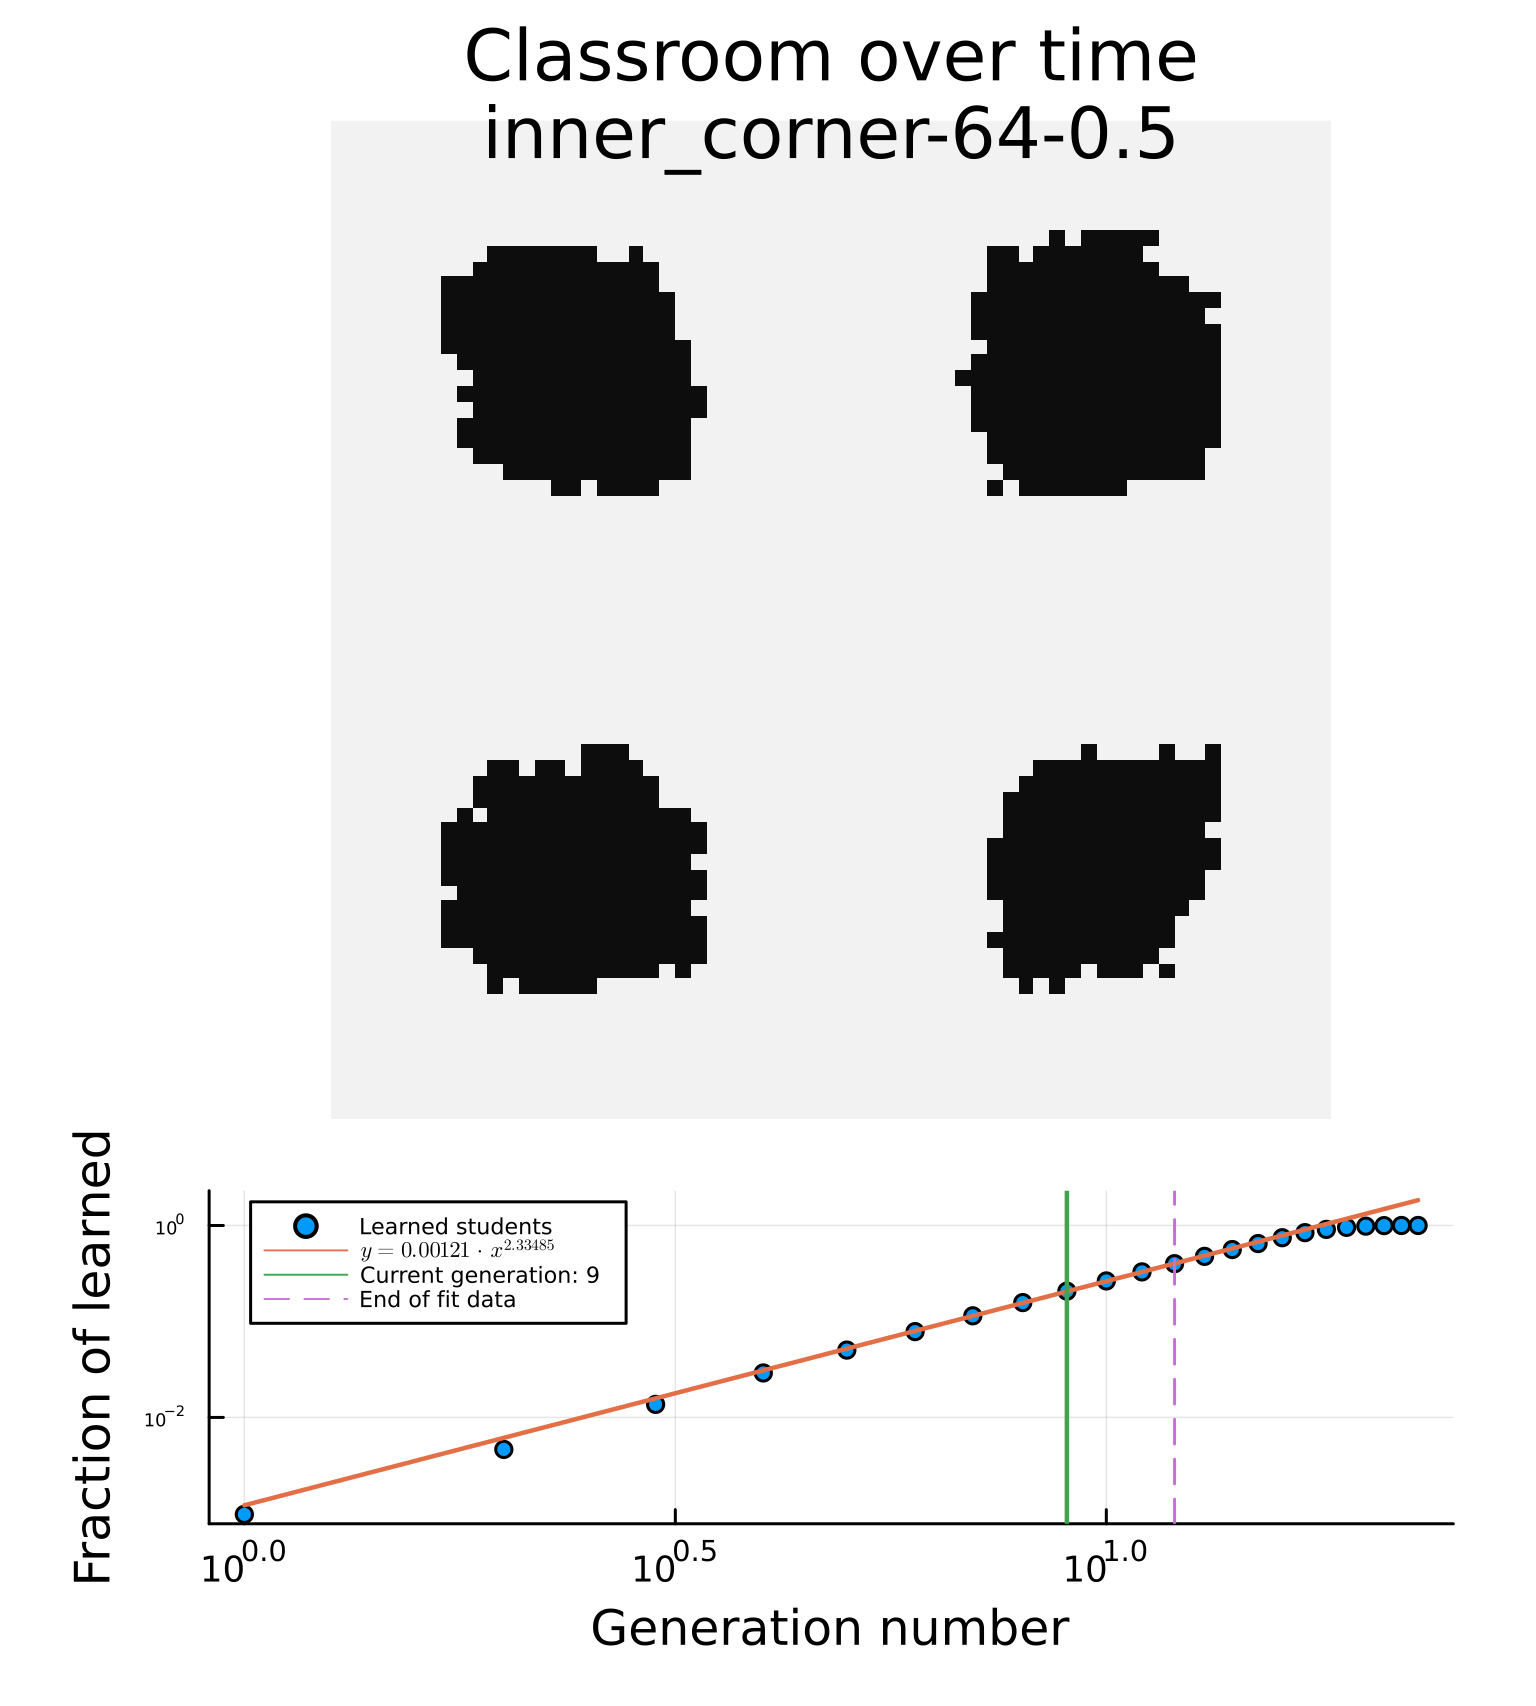 Classroom over time
inner_corner-64-0.5
Fraction of learned
10^0
10^−2
Learned students
y = 0.00121 · x^2.33485
Current generation: 9
End of fit data
10^0.0
10^0.5
10^1.0
Generation number